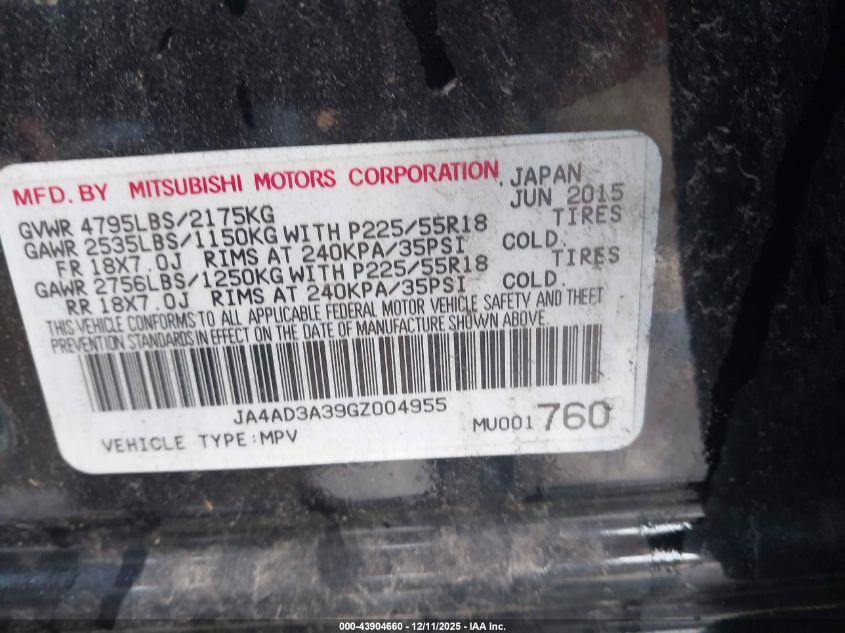 MFD. BY MITSUBISHI MOTORS CORPORATION, JAPAN
JUN 2015
GVWR 4795LBS/2175KG
GAWR 2535LBS/1150KG WITH P225/55R18 TIRES
FR 18X7.0J RIMS AT 240KPA/35PSI COLD.
GAWR 2756LBS/1250KG WITH P225/55R18 TIRES
RR 18X7.0J RIMS AT 240KPA/35PSI COLD.
THIS VEHICLE CONFORMS TO ALL APPLICABLE FEDERAL MOTOR VEHICLE SAFETY AND THEFT
PREVENTION STANDARDS IN EFFECT ON THE DATE OF MANUFACTURE SHOWN ABOVE.
JA4AD3A39GZ004955
MU001760
VEHICLE TYPE:MPV
000-43904660 - 12/11/2025 - IAA Inc.